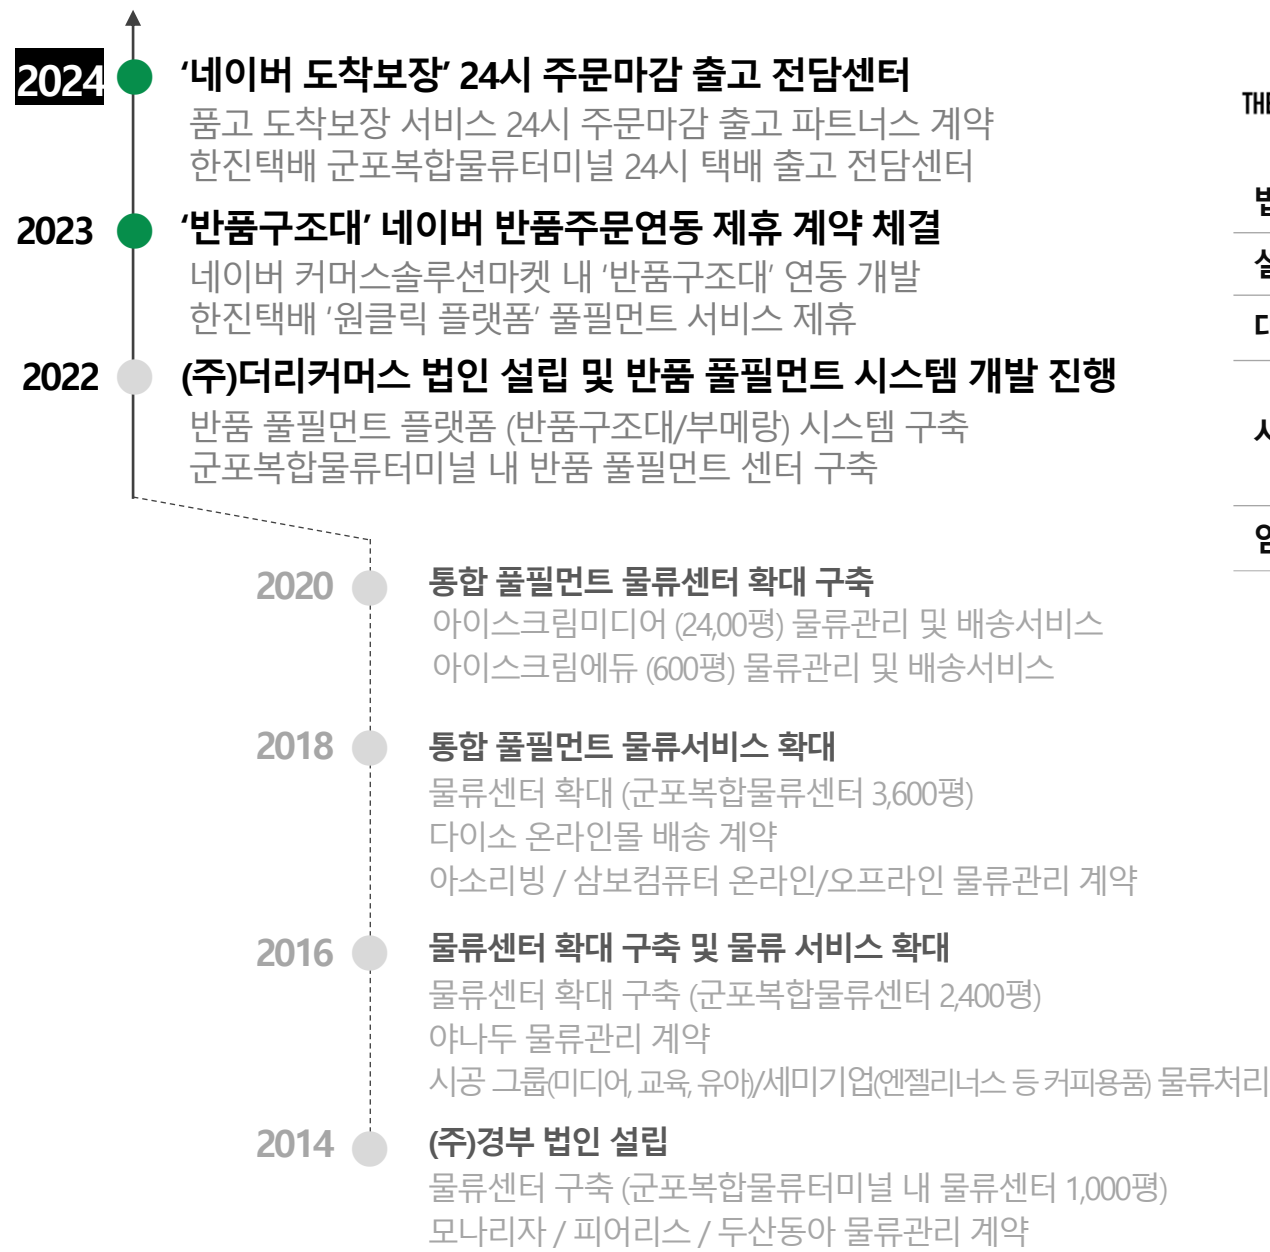 2024
‘네이버 도착보장’ 24시 주문마감 출고 전담센터
품고 도착보장 서비스 24시 주문마감 출고 파트너스 계약
한진택배 군포복합물류터미널 24시 택배 출고 전담센터
2023
‘반품구조대’ 네이버 반품주문연동 제휴 계약 체결
네이버 커머스솔루션마켓 내 ‘반품구조대’ 연동 개발
한진택배 ‘원클릭 플랫폼’ 풀필먼트 서비스 제휴
2022
(주)더리커머스 법인 설립 및 반품 풀필먼트 시스템 개발 진행
반품 풀필먼트 플랫폼 (반품구조대/부메랑) 시스템 구축
군포복합물류터미널 내 반품 풀필먼트 센터 구축
2020
통합 풀필먼트 물류센터 확대 구축
아이스크림미디어 (24,00평) 물류관리 및 배송서비스
아이스크림에듀 (600평) 물류관리 및 배송서비스
2018
통합 풀필먼트 물류서비스 확대
물류센터 확대 (군포복합물류센터 3,600평)
다이소 온라인몰 배송 계약
아소리빙 / 삼보컴퓨터 온라인/오프라인 물류관리 계약
2016
물류센터 확대 구축 및 물류 서비스 확대
물류센터 확대 구축 (군포복합물류센터 2,400평)
야나두 물류관리 계약
시공 그룹(미디어, 교육, 유아)/세미기업(엔젤리너스 등 커피용품) 물류처리
2014
(주)경부 법인 설립
물류센터 구축 (군포복합물류터미널 내 물류센터 1,000평)
모나리자 / 피어리스 / 두산동아 물류관리 계약